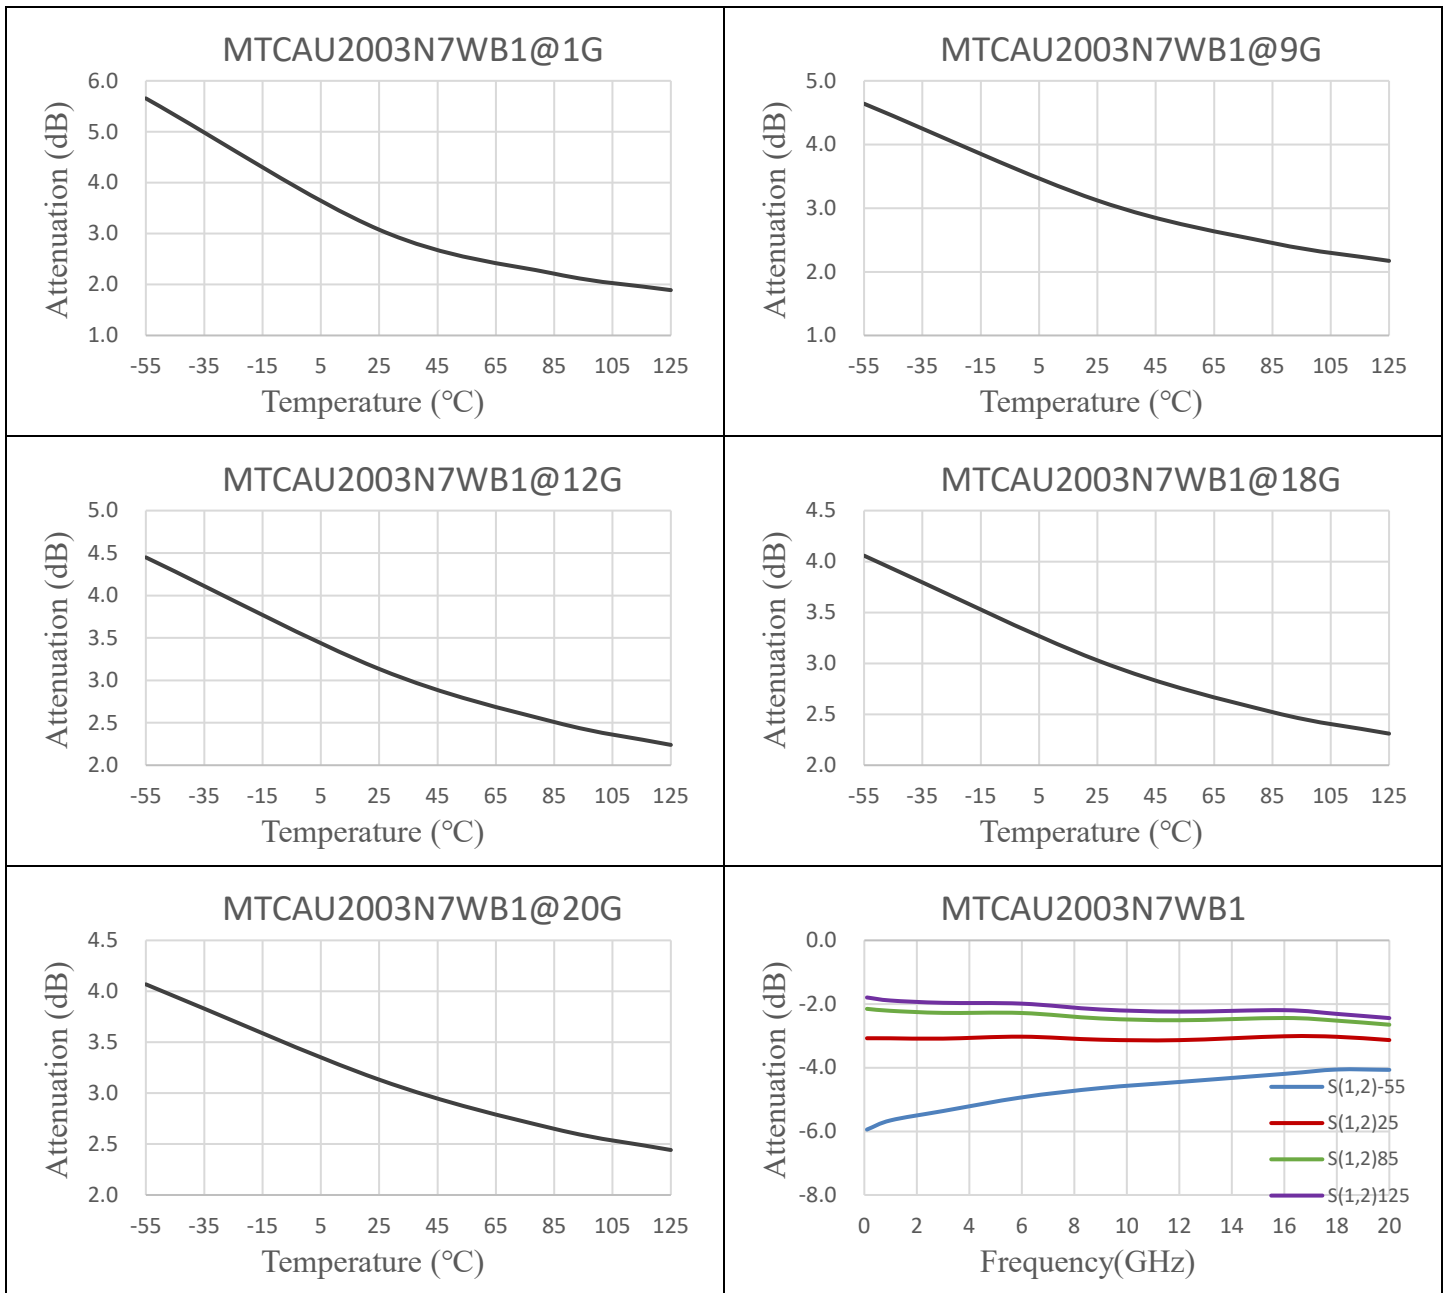 MTCAU2003N7WB1@1G
Attenuation (dB)
6.0
5.0
4.0
3.0
2.0
1.0
-55 -35 -15 5 25 45 65 85 105 125
Temperature (℃)
MTCAU2003N7WB1@9G
Attenuation (dB)
5.0
4.0
3.0
2.0
1.0
-55 -35 -15 5 25 45 65 85 105 125
Temperature (℃)
MTCAU2003N7WB1@12G
Attenuation (dB)
5.0
4.5
4.0
3.5
3.0
2.5
2.0
-55 -35 -15 5 25 45 65 85 105 125
Temperature (℃)
MTCAU2003N7WB1@18G
Attenuation (dB)
4.5
4.0
3.5
3.0
2.5
2.0
-55 -35 -15 5 25 45 65 85 105 125
Temperature (℃)
MTCAU2003N7WB1@20G
Attenuation (dB)
4.5
4.0
3.5
3.0
2.5
2.0
-55 -35 -15 5 25 45 65 85 105 125
Temperature (℃)
MTCAU2003N7WB1
Attenuation (dB)
0.0
-2.0
-4.0
-6.0
-8.0
S(1,2)-55
S(1,2)25
S(1,2)85
S(1,2)125
0 2 4 6 8 10 12 14 16 18 20
Frequency(GHz)